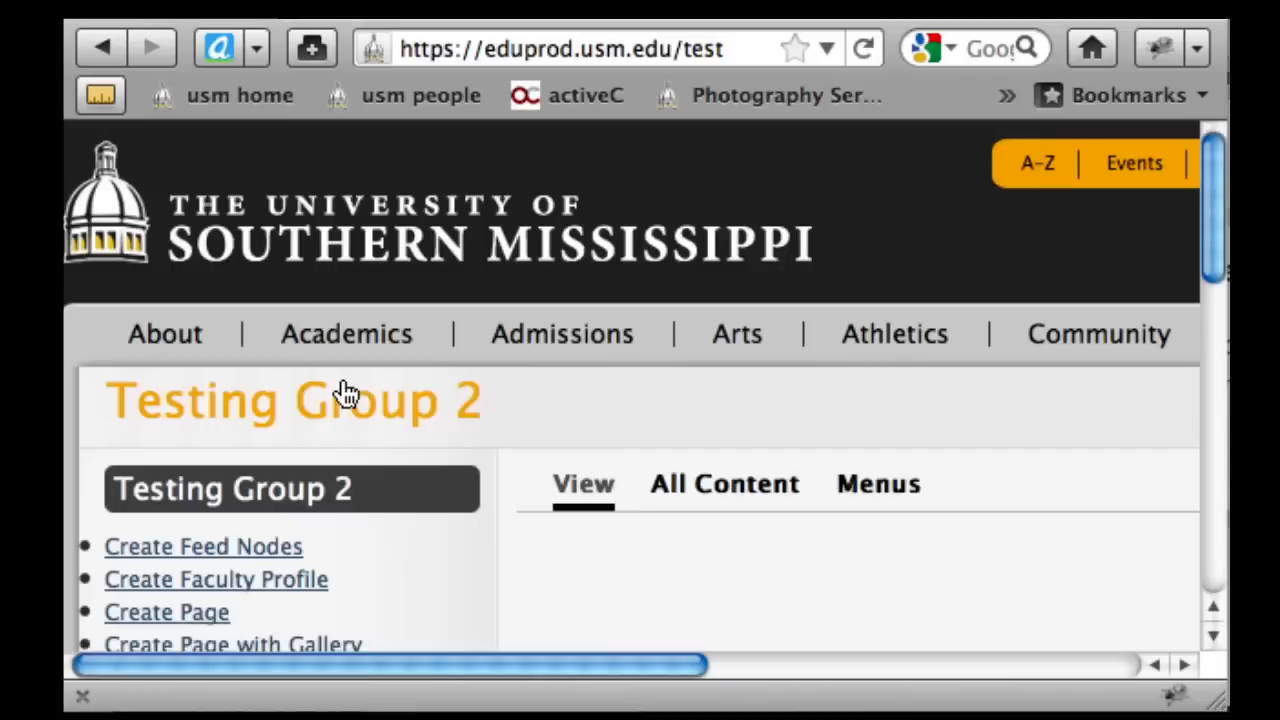 https://eduprod.usm.edu/test
Goo
usm home
usm people
activeC
Photography Ser...
Bookmarks
A-Z | Events |
THE UNIVERSITY OF
SOUTHERN MISSISSIPPI
About | Academics | Admissions | Arts | Athletics | Community
Testing Group 2
Testing Group 2
View All Content Menus
Create Feed Nodes
Create Faculty Profile
Create Page
Create Page with Gallery